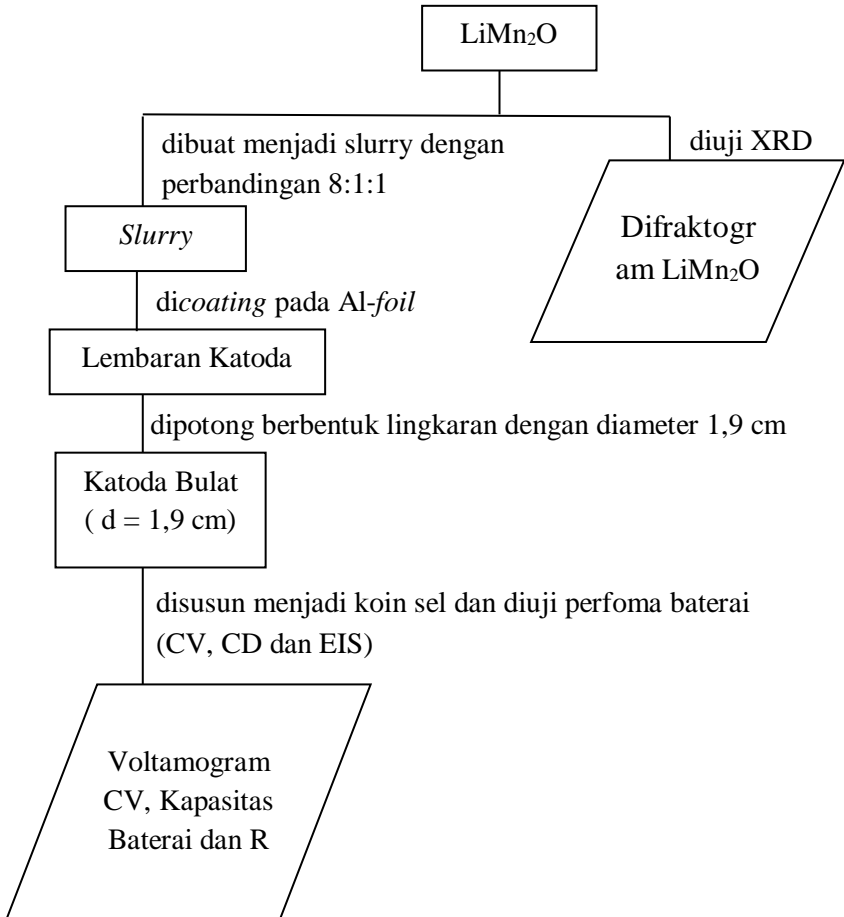 LiMn₂O
dibuat menjadi slurry dengan
perbandingan 8:1:1
diuji XRD
Slurry
Difraktogr
am LiMn₂O
dicoating pada Al-foil
Lembaran Katoda
dipotong berbentuk lingkaran dengan diameter 1,9 cm
Katoda Bulat
( d = 1,9 cm)
disusun menjadi koin sel dan diuji perfoma baterai
(CV, CD dan EIS)
Voltamogram
CV, Kapasitas
Baterai dan R